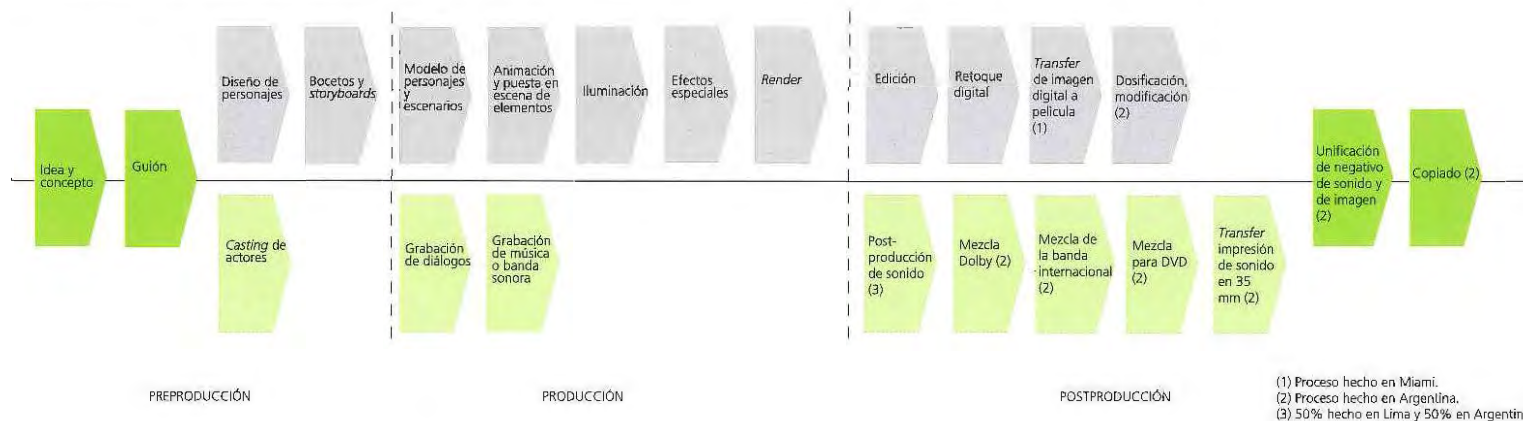 Idea y
concepto
Guión
Diseño de
personajes
Bocetos y
storyboards
Casting de
actores
Modelo de
personajes
y
escenarios
Animación
y puesta en
escena de
elementos
Iluminación
Efectos
especiales
Render
Grabación
de diálogos
Grabación
de música
o banda
sonora
Edición
Retoque
digital
Transfer
de imagen
digital a
película
(1)
Dosificación,
modificación
(2)
Post-
producción
de sonido
(3)
Mezcla
Dolby (2)
Mezcla de
la banda
internacional
(2)
Mezcla
para DVD
(2)
Transfer
impresión
de sonido
en 35
mm (2)
Unificación
de negativo
de sonido y
de imagen
(2)
Copiado (2)
PREPRODUCCIÓN
PRODUCCIÓN
POSTPRODUCCIÓN
(1) Proceso hecho en Miami.
(2) Proceso hecho en Argentina.
(3) 50% hecho en Lima y 50% en Argentin